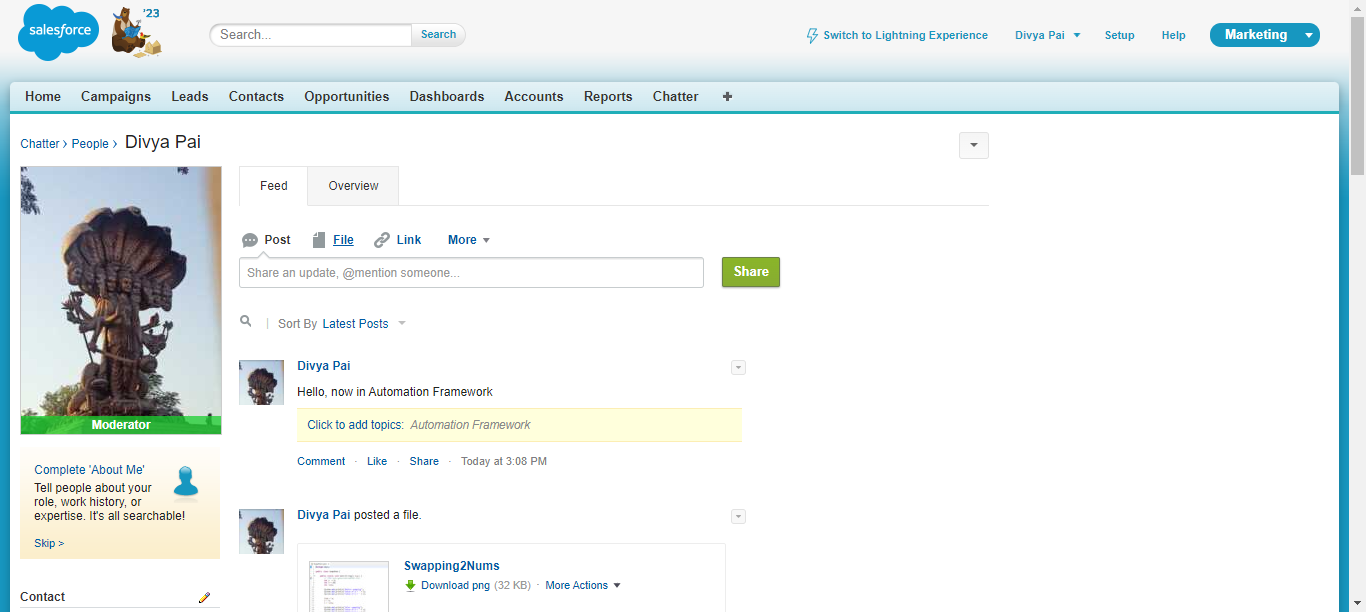 salesforce
'23
Search...
Search
Switch to Lightning Experience
Divya Pai
Setup
Help
Marketing
Home
Campaigns
Leads
Contacts
Opportunities
Dashboards
Accounts
Reports
Chatter
+
Chatter › People › Divya Pai
Feed
Overview
Post
File
Link
More
Share an update, @mention someone...
Share
Sort By Latest Posts
Divya Pai
Hello, now in Automation Framework
Click to add topics: Automation Framework
Comment · Like · Share · Today at 3:08 PM
Moderator
Complete 'About Me'
Tell people about your
role, work history, or
expertise. It's all searchable!
Skip >
Divya Pai posted a file.
Swapping2Nums
Download png (32 KB) · More Actions
Contact